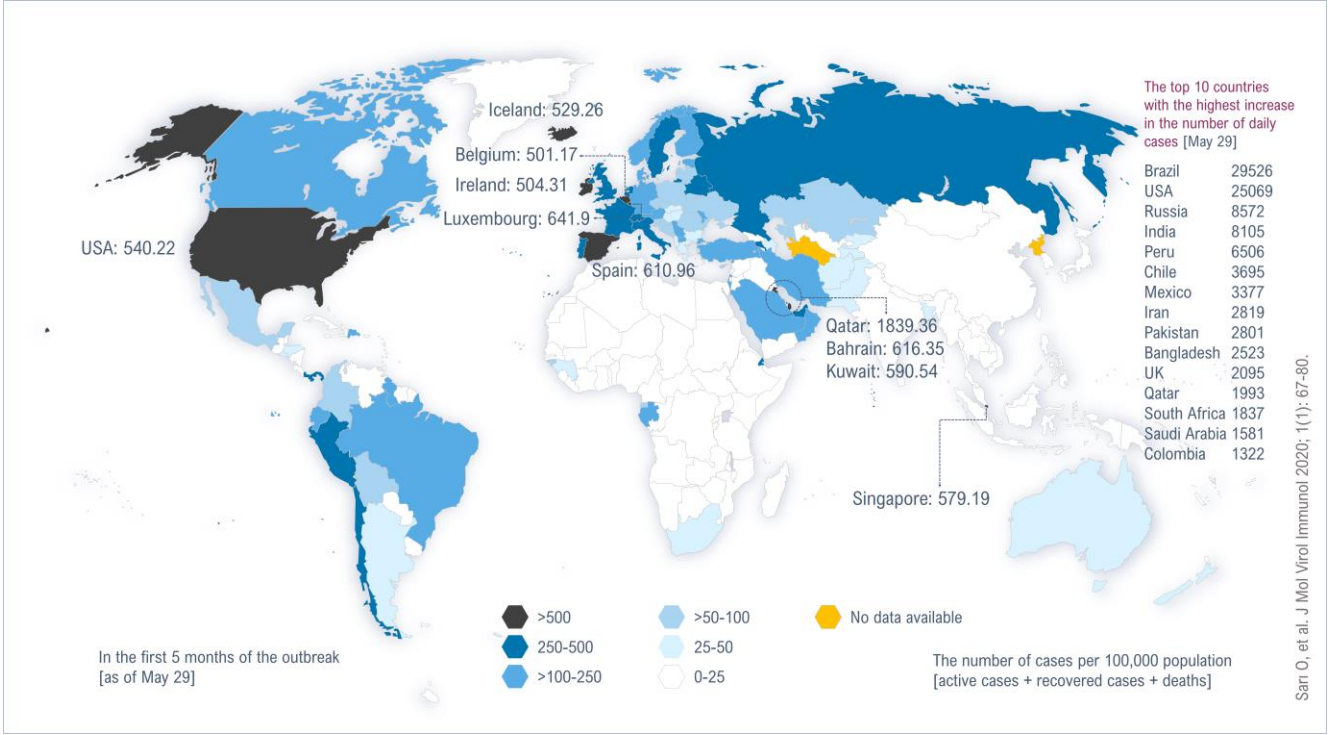 Iceland: 529.26
Belgium: 501.17
Ireland: 504.31
Luxembourg: 641.9
USA: 540.22
Spain: 610.96
Qatar: 1839.36
Bahrain: 616.35
Kuwait: 590.54
Singapore: 579.19
The top 10 countries
with the highest increase
in the number of daily
cases [May 29]
Brazil 29526
USA 25069
Russia 8572
India 8105
Peru 6506
Chile 3695
Mexico 3377
Iran 2819
Pakistan 2801
Bangladesh 2523
UK 2095
Qatar 1993
South Africa 1837
Saudi Arabia 1581
Colombia 1322
>500
250-500
>100-250
>50-100
25-50
0-25
No data available
In the first 5 months of the outbreak
[as of May 29]
The number of cases per 100,000 population
[active cases + recovered cases + deaths]
Sarı O, et al. J Mol Virol Immunol 2020; 1(1): 67-80.